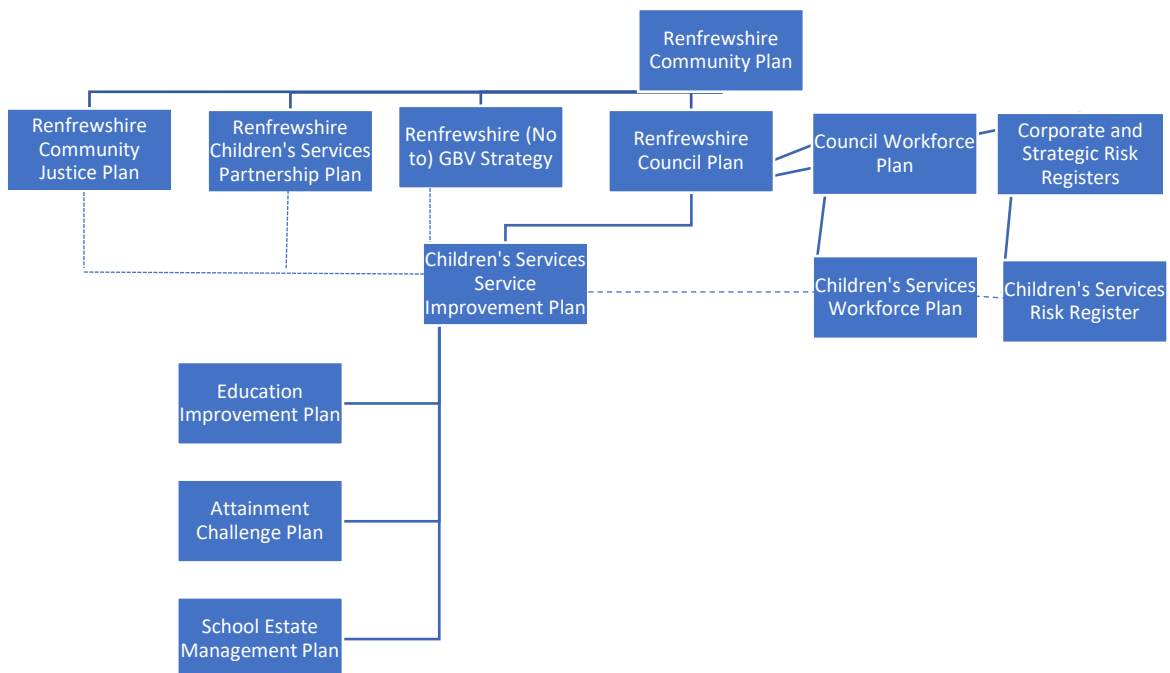 Renfrewshire
Community Plan
Renfrewshire
Community
Justice Plan
Renfrewshire
Children's Services
Partnership Plan
Renfrewshire (No
to) GBV Strategy
Renfrewshire
Council Plan
Council Workforce
Plan
Corporate and
Strategic Risk
Registers
Children's Services
Service
Improvement Plan
Children's Services
Workforce Plan
Children's Services
Risk Register
Education
Improvement Plan
Attainment
Challenge Plan
School Estate
Management Plan